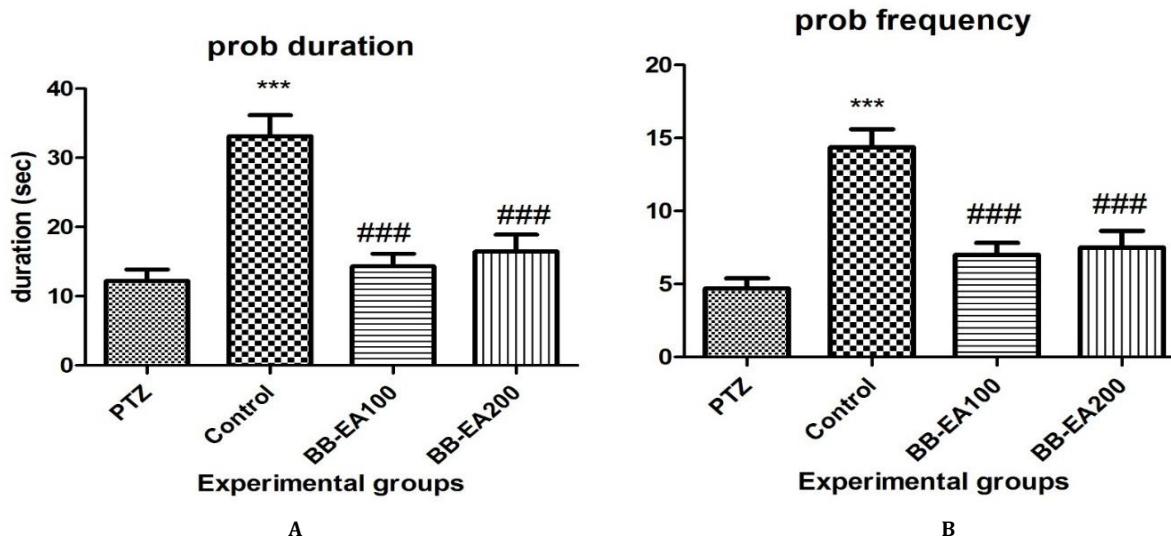 prob duration
40
30
20
10
0
duration (sec)
***
###
###
PTZ
Control
BB-EA100
BB-EA200
Experimental groups
A
prob frequency
20
15
10
5
0
***
###
###
PTZ
Control
BB-EA100
BB-EA200
Experimental groups
B